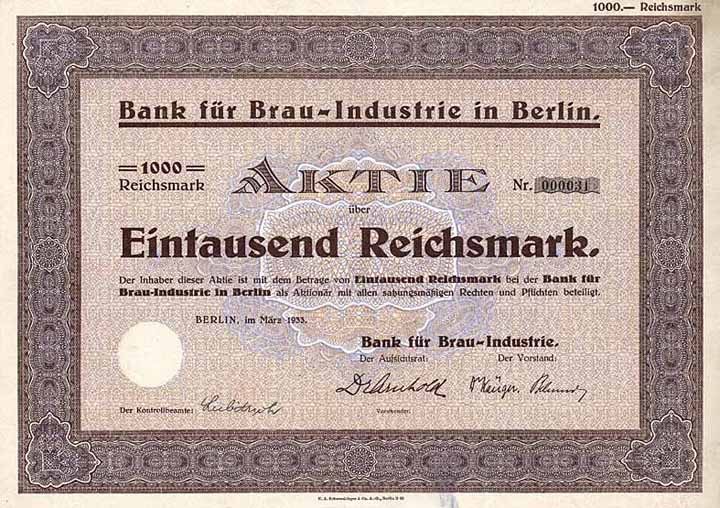 1000.— Reichsmark
Bank für Brau-Industrie in Berlin.
=1000=
Reichsmark
AKTIE
Nr. 000031
über
Eintausend Reichsmark.
Der Inhaber dieser Aktie ist mit dem Betrage von Eintausend Reichsmark bei der Bank für
Brau-Industrie in Berlin als Aktionär mit allen satzungsmäßigen Rechten und Pflichten beteiligt.
BERLIN, im März 1933.
Bank für Brau-Industrie.
Der Aufsichtsrat: Der Vorstand:
Dr Arnhold
Der Kontrollbeamte:
Vorsitzender